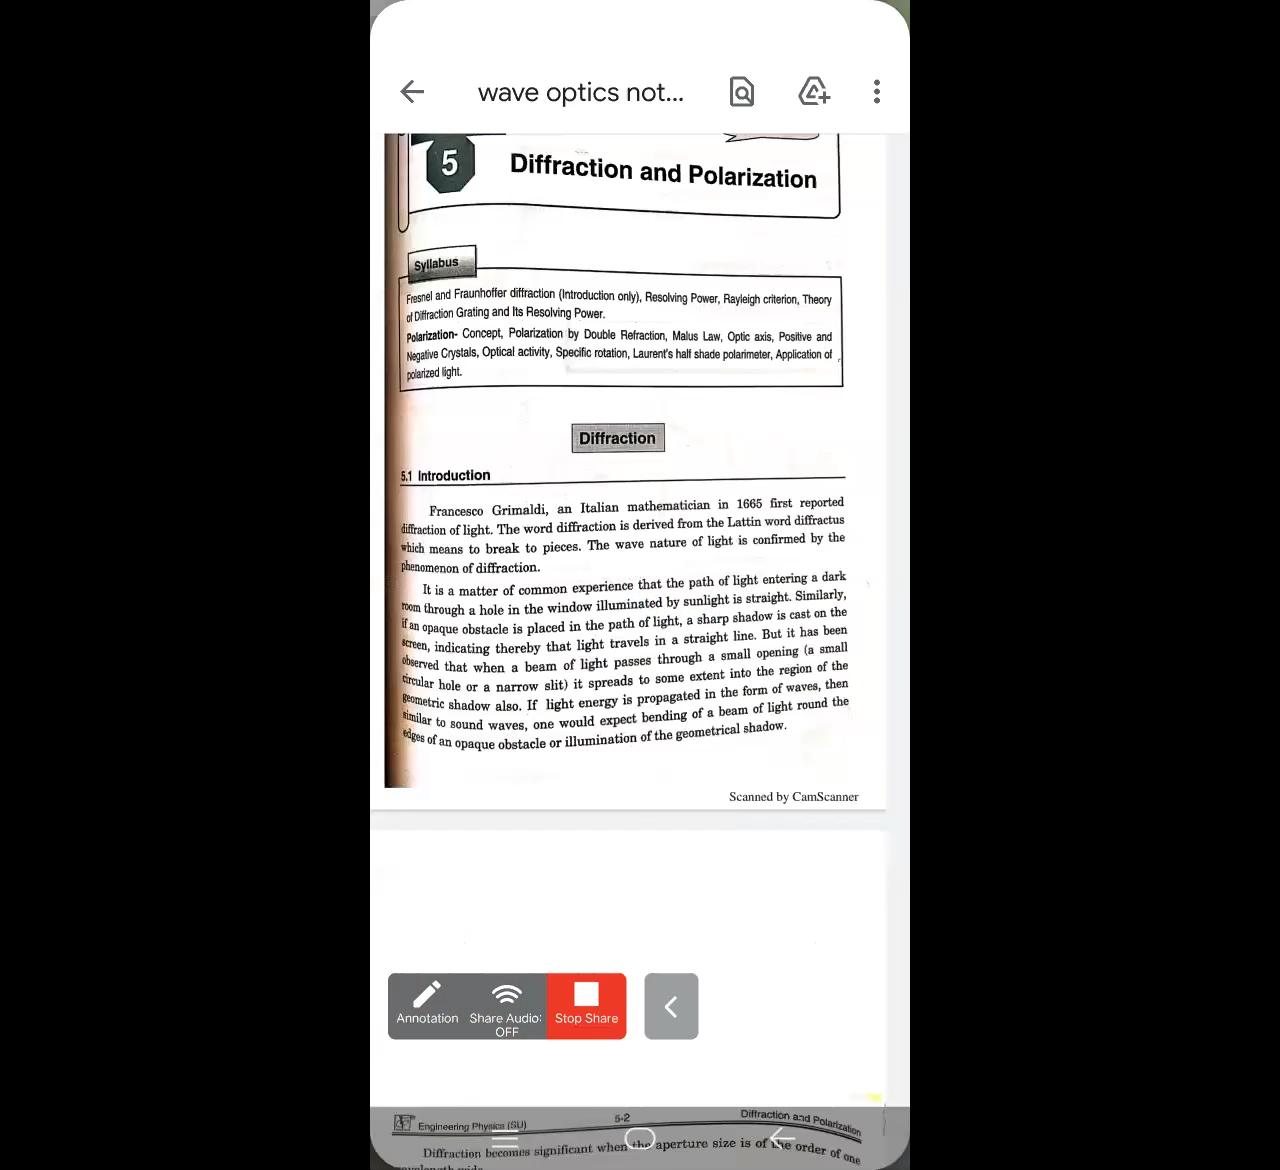 wave optics not...
5
Diffraction and Polarization
Syllabus
Fresnel and Fraunhoffer diffraction (Introduction only), Resolving Power, Rayleigh criterion, Theory
of Diffraction Grating and Its Resolving Power.
Polarization- Concept, Polarization by Double Refraction, Malus Law, Optic axis, Positive and
Negative Crystals, Optical activity, Specific rotation, Laurent's half shade polarimeter, Application of
polarized light.
Diffraction
5.1 Introduction
Francesco Grimaldi, an Italian mathematician in 1665 first reported
diffraction of light. The word diffraction is derived from the Lattin word diffractus
which means to break to pieces. The wave nature of light is confirmed by the
phenomenon of diffraction.
It is a matter of common experience that the path of light entering a dark
room through a hole in the window illuminated by sunlight is straight. Similarly,
if an opaque obstacle is placed in the path of light, a sharp shadow is cast on the
screen, indicating thereby that light travels in a straight line. But it has been
observed that when a beam of light passes through a small opening (a small
circular hole or a narrow slit) it spreads to some extent into the region of the
geometric shadow also. If light energy is propagated in the form of waves, then
similar to sound waves, one would expect bending of a beam of light round the
edges of an opaque obstacle or illumination of the geometrical shadow.
Scanned by CamScanner
Annotation
Share Audio:
OFF
Stop Share
Engineering Physics (SU)
5-2
Diffraction and Polarization
Diffraction becomes significant when the aperture size is of the order of one